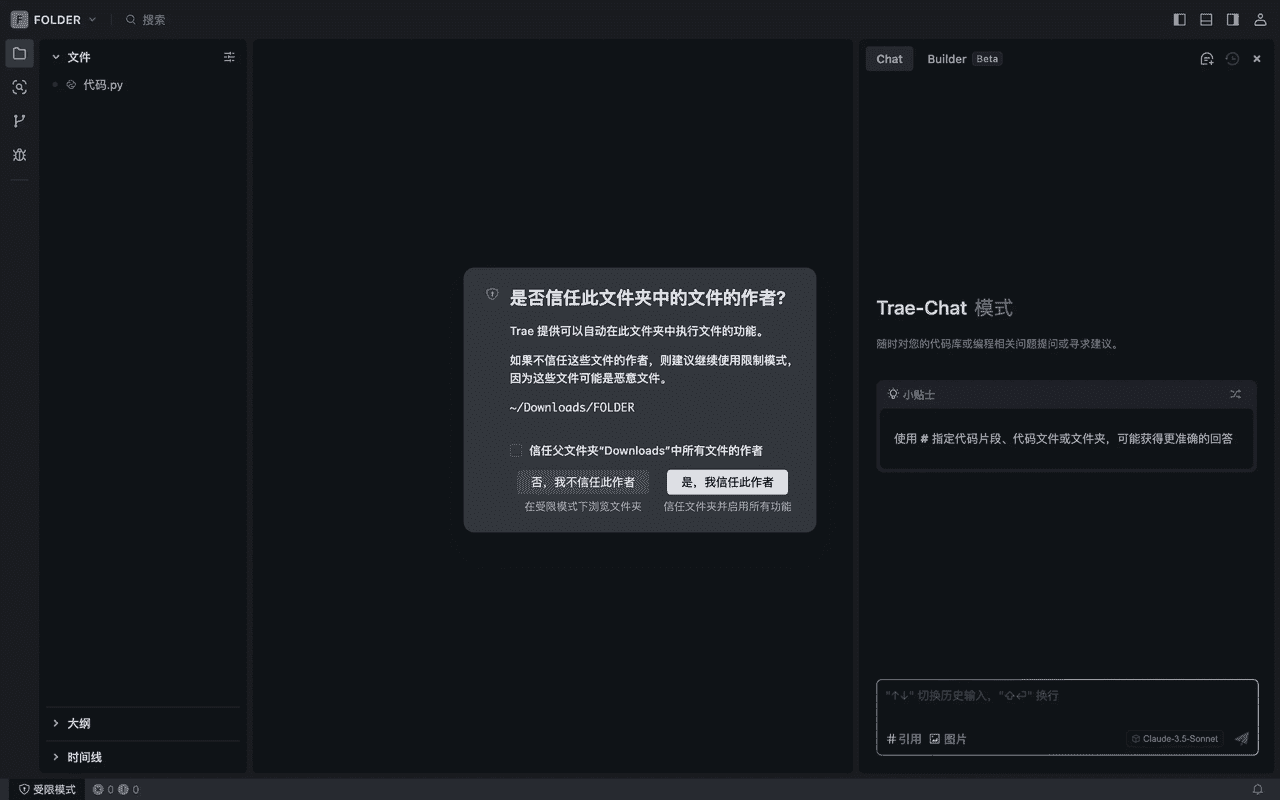 F FOLDER 搜索
文件
代码.py
大纲
时间线
是否信任此文件夹中的文件的作者?
Trae 提供可以自动在此文件夹中执行文件的功能。
如果不信任这些文件的作者，则建议继续使用限制模式，
因为这些文件可能是恶意文件。
~/Downloads/FOLDER
信任父文件夹"Downloads"中所有文件的作者
否，我不信任此作者 是，我信任此作者
在受限模式下浏览文件夹 信任文件夹并启用所有功能
Chat Builder Beta
Trae-Chat 模式
随时对您的代码库或编程相关问题提问或寻求建议。
小贴士
使用 # 指定代码片段、代码文件或文件夹，可能获得更准确的回答
"↑↓" 切换历史输入，"⇧⏎" 换行
# 引用 图片 Claude-3.5-Sonnet
受限模式 0 0